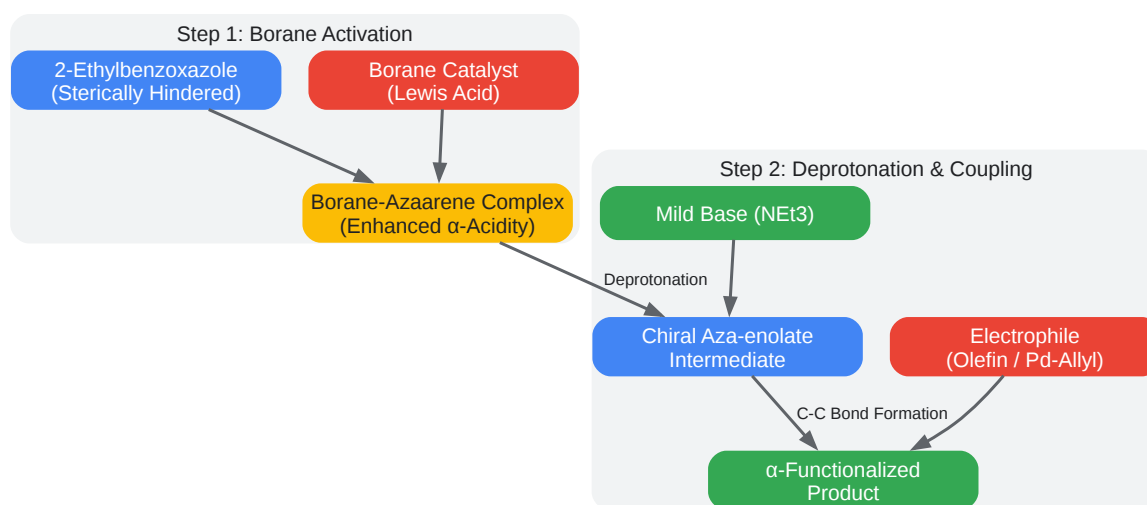 Step 1: Borane Activation
2-Ethylbenzoxazole
(Sterically Hindered)
Borane Catalyst
(Lewis Acid)
Borane-Azaarene Complex
(Enhanced α-Acidity)
Step 2: Deprotonation & Coupling
Mild Base (NEt3)
Deprotonation
Chiral Aza-enolate
Intermediate
Electrophile
(Olefin / Pd-Allyl)
C-C Bond Formation
α-Functionalized
Product